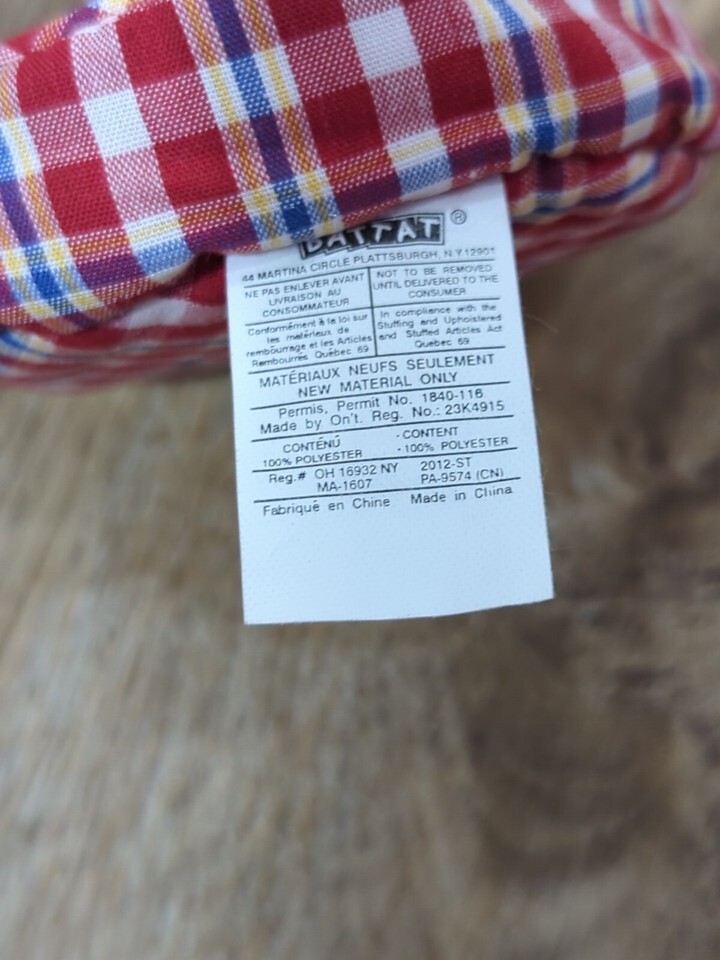 BATTAT®
44 MARTINA CIRCLE PLATTSBURGH, N.Y.12901
NE PAS ENLEVER AVANT
LIVRAISON AU
CONSOMMATEUR
NOT TO BE REMOVED
UNTIL DELIVERED TO THE
CONSUMER
Conformément à la loi sur
les matérieux de
rembourrage et les Articles
Rembourrés Québec 69
In compliance with the
Stuffing and Upholstered
and Stuffed Articles Act
Quebec 69
MATÉRIAUX NEUFS SEULEMENT
NEW MATERIAL ONLY
Permis, Permit No. 1840-116
Made by On't. Reg. No.: 23K4915
CONTENÚ
100% POLYESTER
· CONTENT
· 100% POLYESTER
Reg.# OH 16932 NY 2012-ST
MA-1607 PA-9574 (CN)
Fabriqué en Chine Made in China